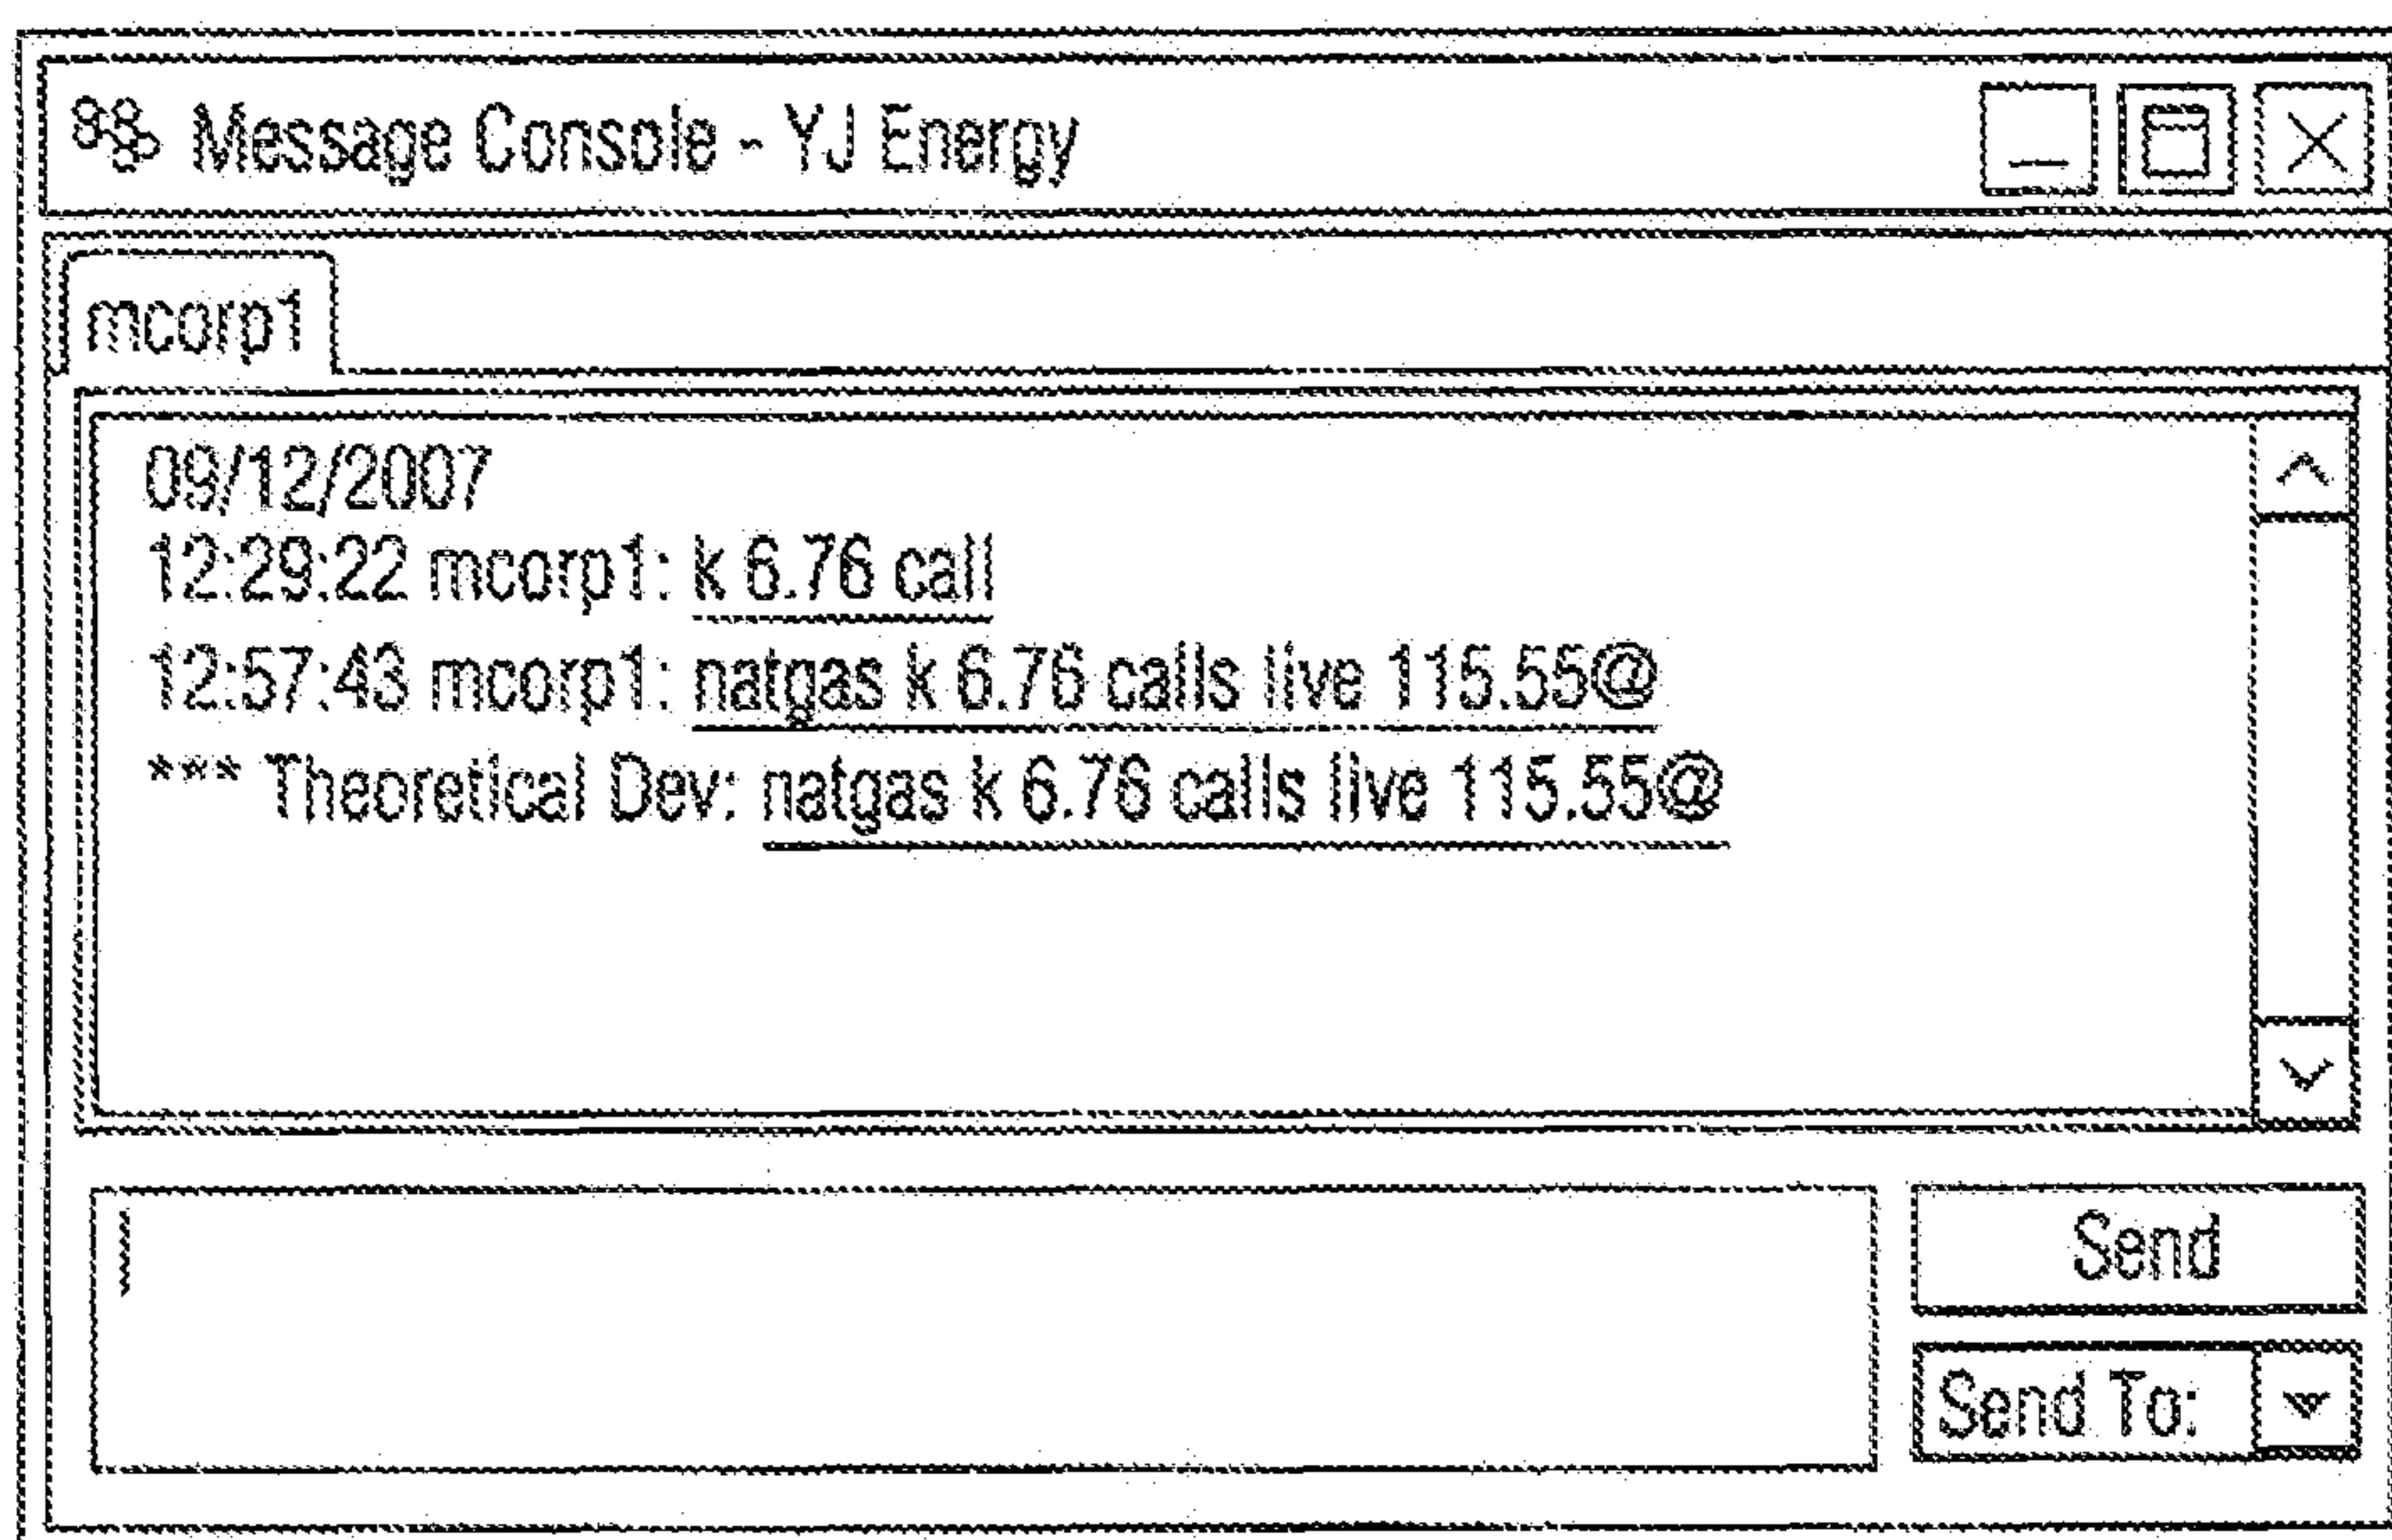 Message Console - YJ Energy
mcorp1
09/12/2007
12:29:22 mcorp1: k 6.76 call
12:57:43 mcorp1: natgas k 6.76 calls live 115.55@
*** Theoretical Dev: natgas k 6.76 calls live 115.55@
Send
Send To: